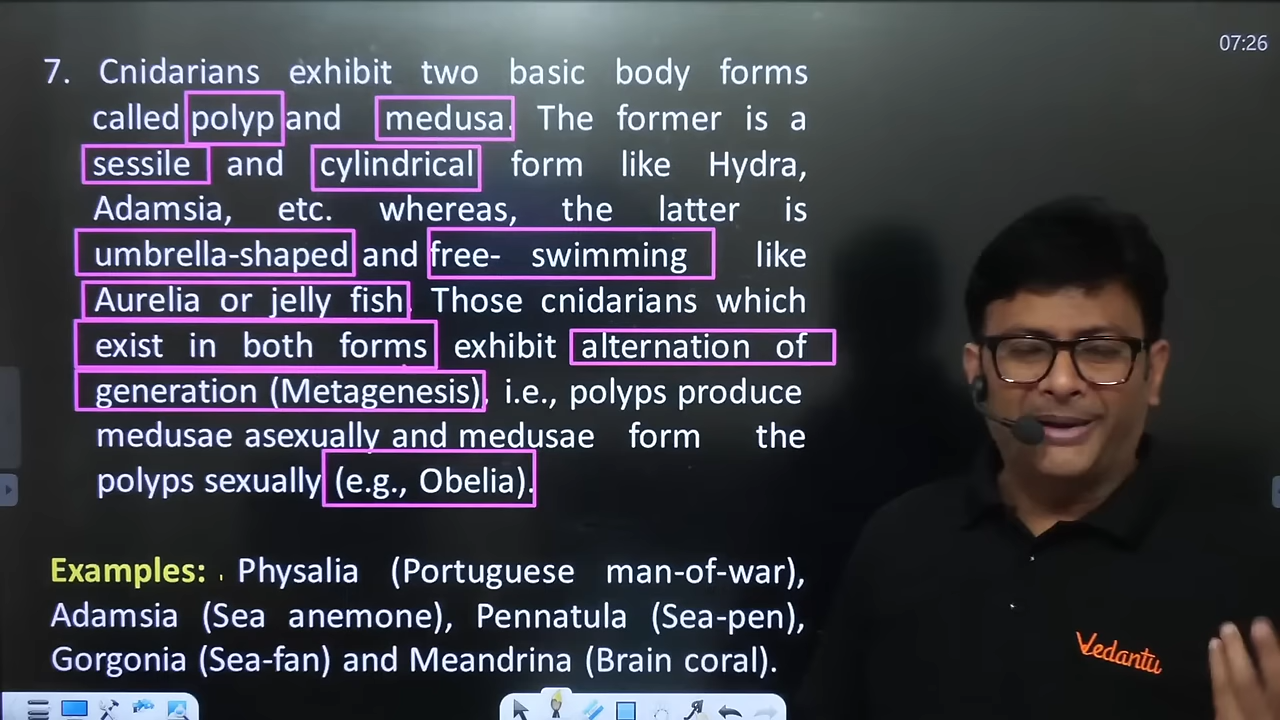 07:26
7. Cnidarians exhibit two basic body forms
called polyp and medusa. The former is a
sessile and cylindrical form like Hydra,
Adamsia, etc. whereas, the latter is
umbrella-shaped and free- swimming like
Aurelia or jelly fish. Those cnidarians which
exist in both forms exhibit alternation of
generation (Metagenesis), i.e., polyps produce
medusae asexually and medusae form the
polyps sexually (e.g., Obelia).
Examples: Physalia (Portuguese man-of-war),
Adamsia (Sea anemone), Pennatula (Sea-pen),
Gorgonia (Sea-fan) and Meandrina (Brain coral).
Vedantu